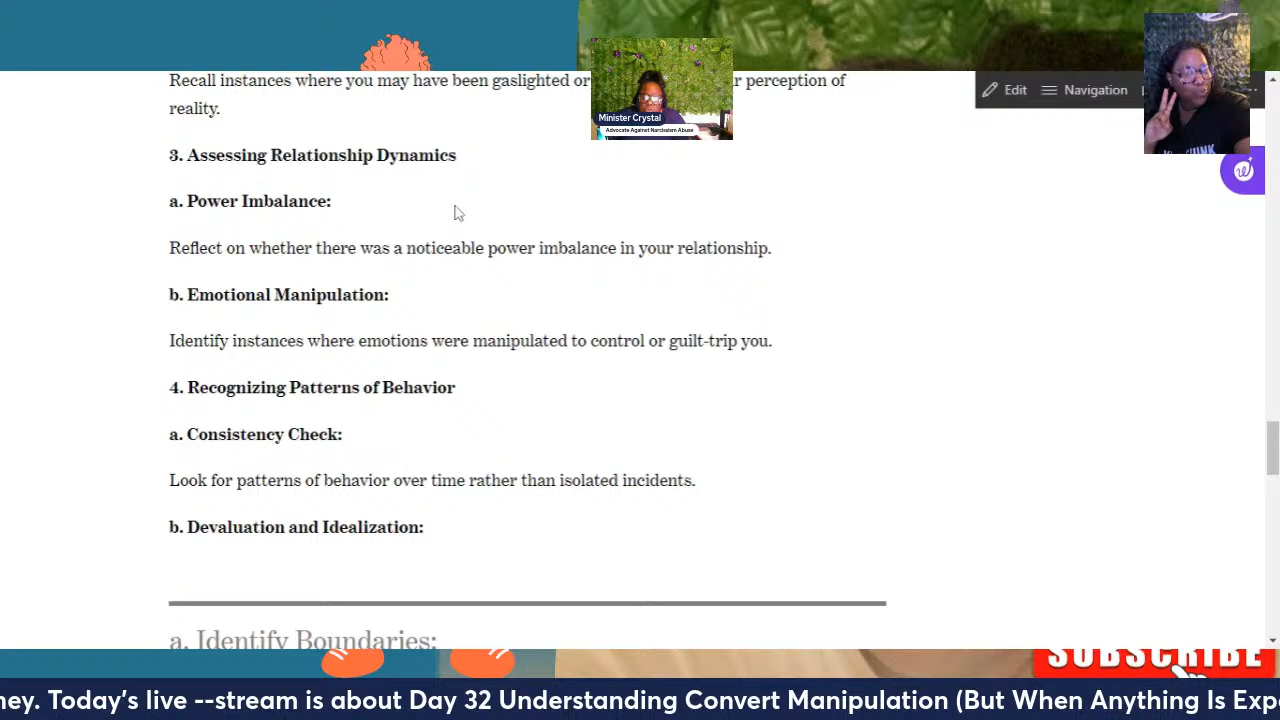 Recall instances where you may have been gaslighted or
r perception of
reality.
Edit
Navigation
Minister Crystal
Advocate Against Narcissism Abuse
3. Assessing Relationship Dynamics
a. Power Imbalance:
Reflect on whether there was a noticeable power imbalance in your relationship.
b. Emotional Manipulation:
Identify instances where emotions were manipulated to control or guilt-trip you.
4. Recognizing Patterns of Behavior
a. Consistency Check:
Look for patterns of behavior over time rather than isolated incidents.
b. Devaluation and Idealization:
a. Identify Boundaries:
SUBSCRIBE
ney. Today's live --stream is about Day 32 Understanding Convert Manipulation (But When Anything Is Exp